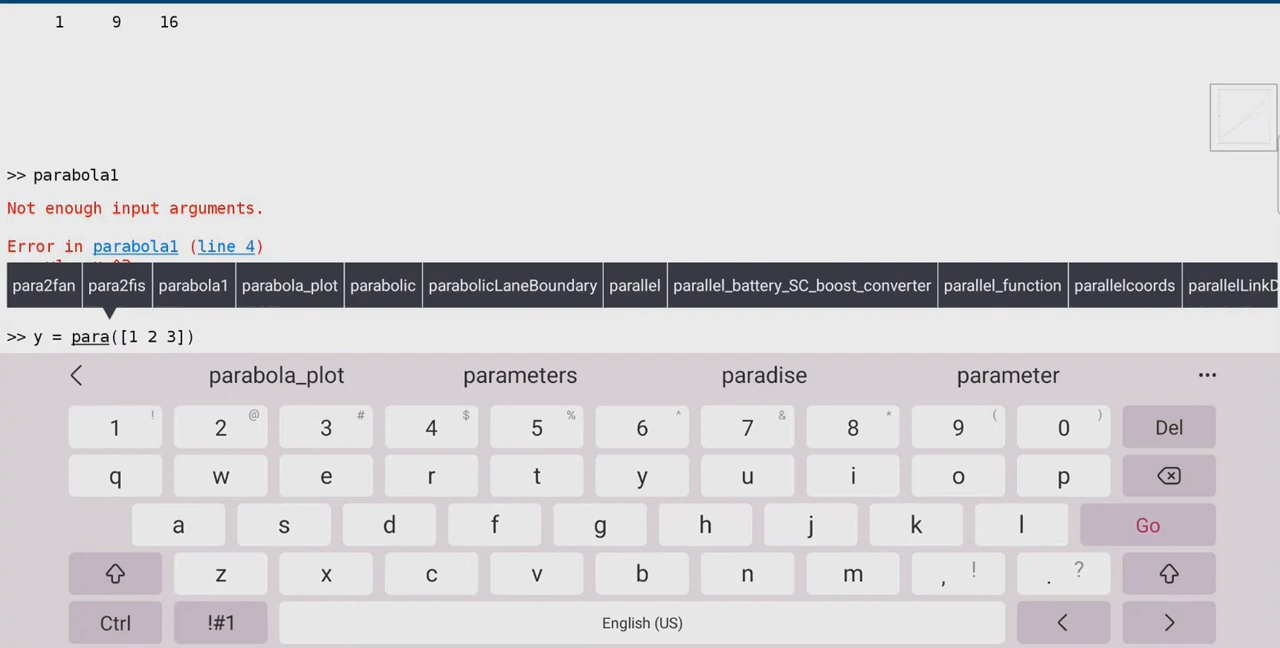 1 9 16
>> parabola1
Not enough input arguments.
Error in parabola1 (line 4)
para2fan para2fis parabola1 parabola_plot parabolic parabolicLaneBoundary parallel parallel_battery_SC_boost_converter parallel_function parallelcoords parallelLinkD
>> y = para([1 2 3])
parabola_plot parameters paradise parameter ...
1 ! 2 @ 3 # 4 $ 5 % 6 ^ 7 & 8 * 9 ( 0 ) Del
q w e r t y u i o p
a s d f g h j k l Go
z x c v b n m , ! . ?
Ctrl !#1 English (US) < >